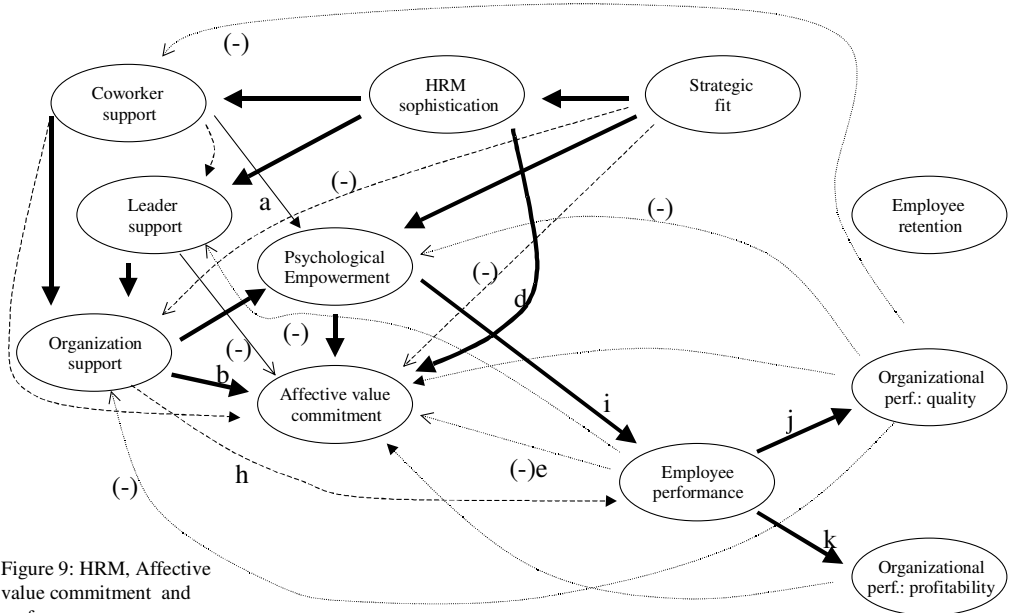 (-)
Coworker
support
HRM
sophistication
Strategic
fit
Leader
support
a
(-)
Employee
retention
(-)
Psychological
Empowerment
(-)
d
Organization
support
(-)
(-)
b
Affective value
commitment
Organizational
perf.: quality
i
j
(-)e
h
(-)
Employee
performance
k
Organizational
perf.: profitability
Figure 9: HRM, Affective
value commitment and